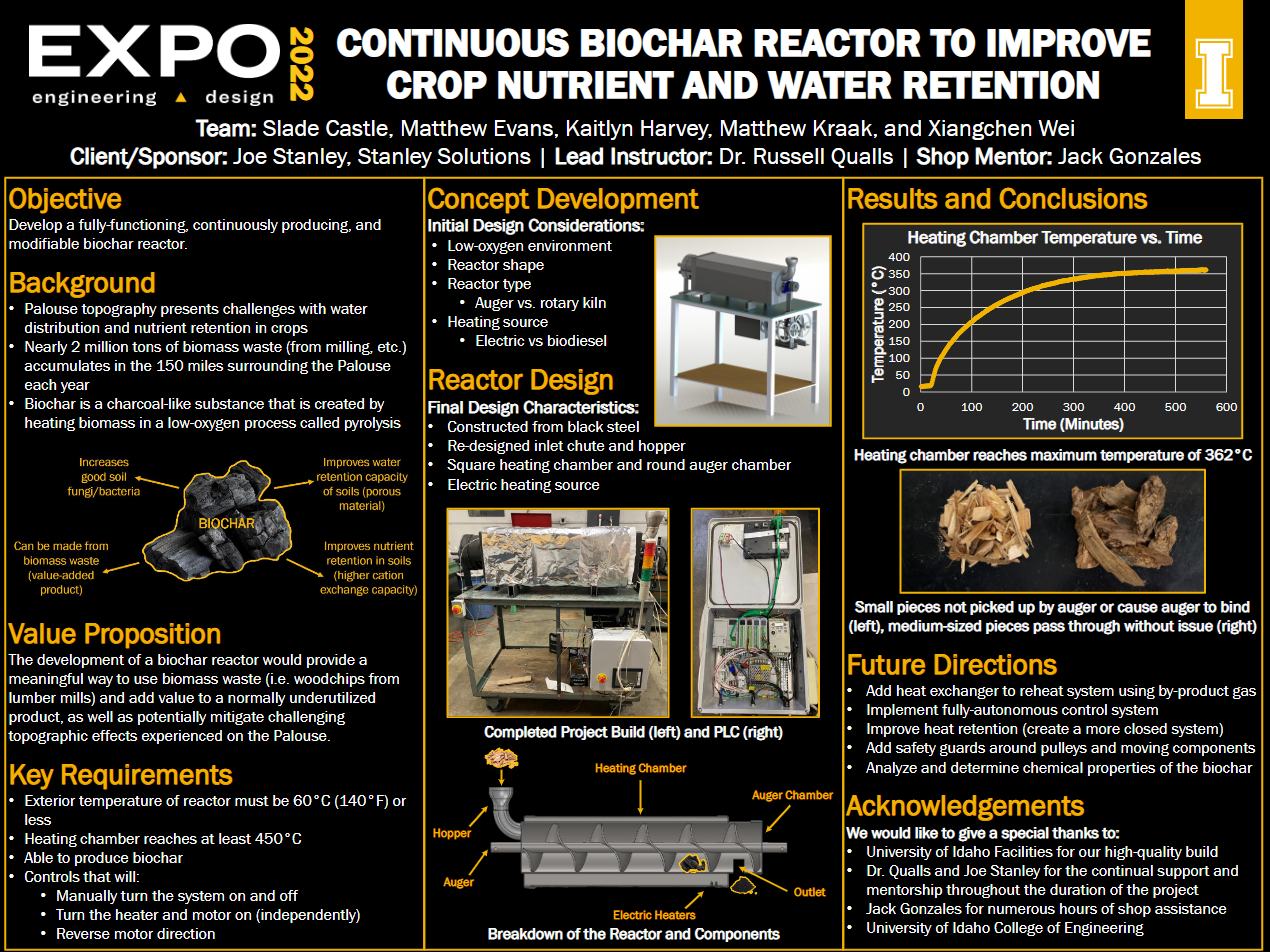 EXPO
2022
engineering ▲ design
CONTINUOUS BIOCHAR REACTOR TO IMPROVE
CROP NUTRIENT AND WATER RETENTION
I
Team: Slade Castle, Matthew Evans, Kaitlyn Harvey, Matthew Kraak, and Xiangchen Wei
Client/Sponsor: Joe Stanley, Stanley Solutions | Lead Instructor: Dr. Russell Qualls | Shop Mentor: Jack Gonzales
Objective
Develop a fully-functioning, continuously producing, and
modifiable biochar reactor.
Background
• Palouse topography presents challenges with water
distribution and nutrient retention in crops
• Nearly 2 million tons of biomass waste (from milling, etc.)
accumulates in the 150 miles surrounding the Palouse
each year
• Biochar is a charcoal-like substance that is created by
heating biomass in a low-oxygen process called pyrolysis
Increases
good soil
fungi/bacteria
Improves water
retention capacity
of soils (porous
material)
BIOCHAR
Can be made from
biomass waste
(value-added
product)
Improves nutrient
retention in soils
(higher cation
exchange capacity)
Value Proposition
The development of a biochar reactor would provide a
meaningful way to use biomass waste (i.e. woodchips from
lumber mills) and add value to a normally underutilized
product, as well as potentially mitigate challenging
topographic effects experienced on the Palouse.
Key Requirements
• Exterior temperature of reactor must be 60°C (140°F) or
less
• Heating chamber reaches at least 450°C
• Able to produce biochar
• Controls that will:
• Manually turn the system on and off
• Turn the heater and motor on (independently)
• Reverse motor direction
Concept Development
Initial Design Considerations:
• Low-oxygen environment
• Reactor shape
• Reactor type
• Auger vs. rotary kiln
• Heating source
• Electric vs biodiesel
Reactor Design
Final Design Characteristics:
• Constructed from black steel
• Re-designed inlet chute and hopper
• Square heating chamber and round auger chamber
• Electric heating source
Completed Project Build (left) and PLC (right)
Heating Chamber
Auger Chamber
Hopper
Auger
Outlet
Electric Heaters
Breakdown of the Reactor and Components
Results and Conclusions
Heating Chamber Temperature vs. Time
Temperature (°C)
400
350
300
250
200
150
100
50
0
0 100 200 300 400 500 600
Time (Minutes)
Heating chamber reaches maximum temperature of 362°C
Small pieces not picked up by auger or cause auger to bind
(left), medium-sized pieces pass through without issue (right)
Future Directions
• Add heat exchanger to reheat system using by-product gas
• Implement fully-autonomous control system
• Improve heat retention (create a more closed system)
• Add safety guards around pulleys and moving components
• Analyze and determine chemical properties of the biochar
Acknowledgements
We would like to give a special thanks to:
• University of Idaho Facilities for our high-quality build
• Dr. Qualls and Joe Stanley for the continual support and
mentorship throughout the duration of the project
• Jack Gonzales for numerous hours of shop assistance
• University of Idaho College of Engineering